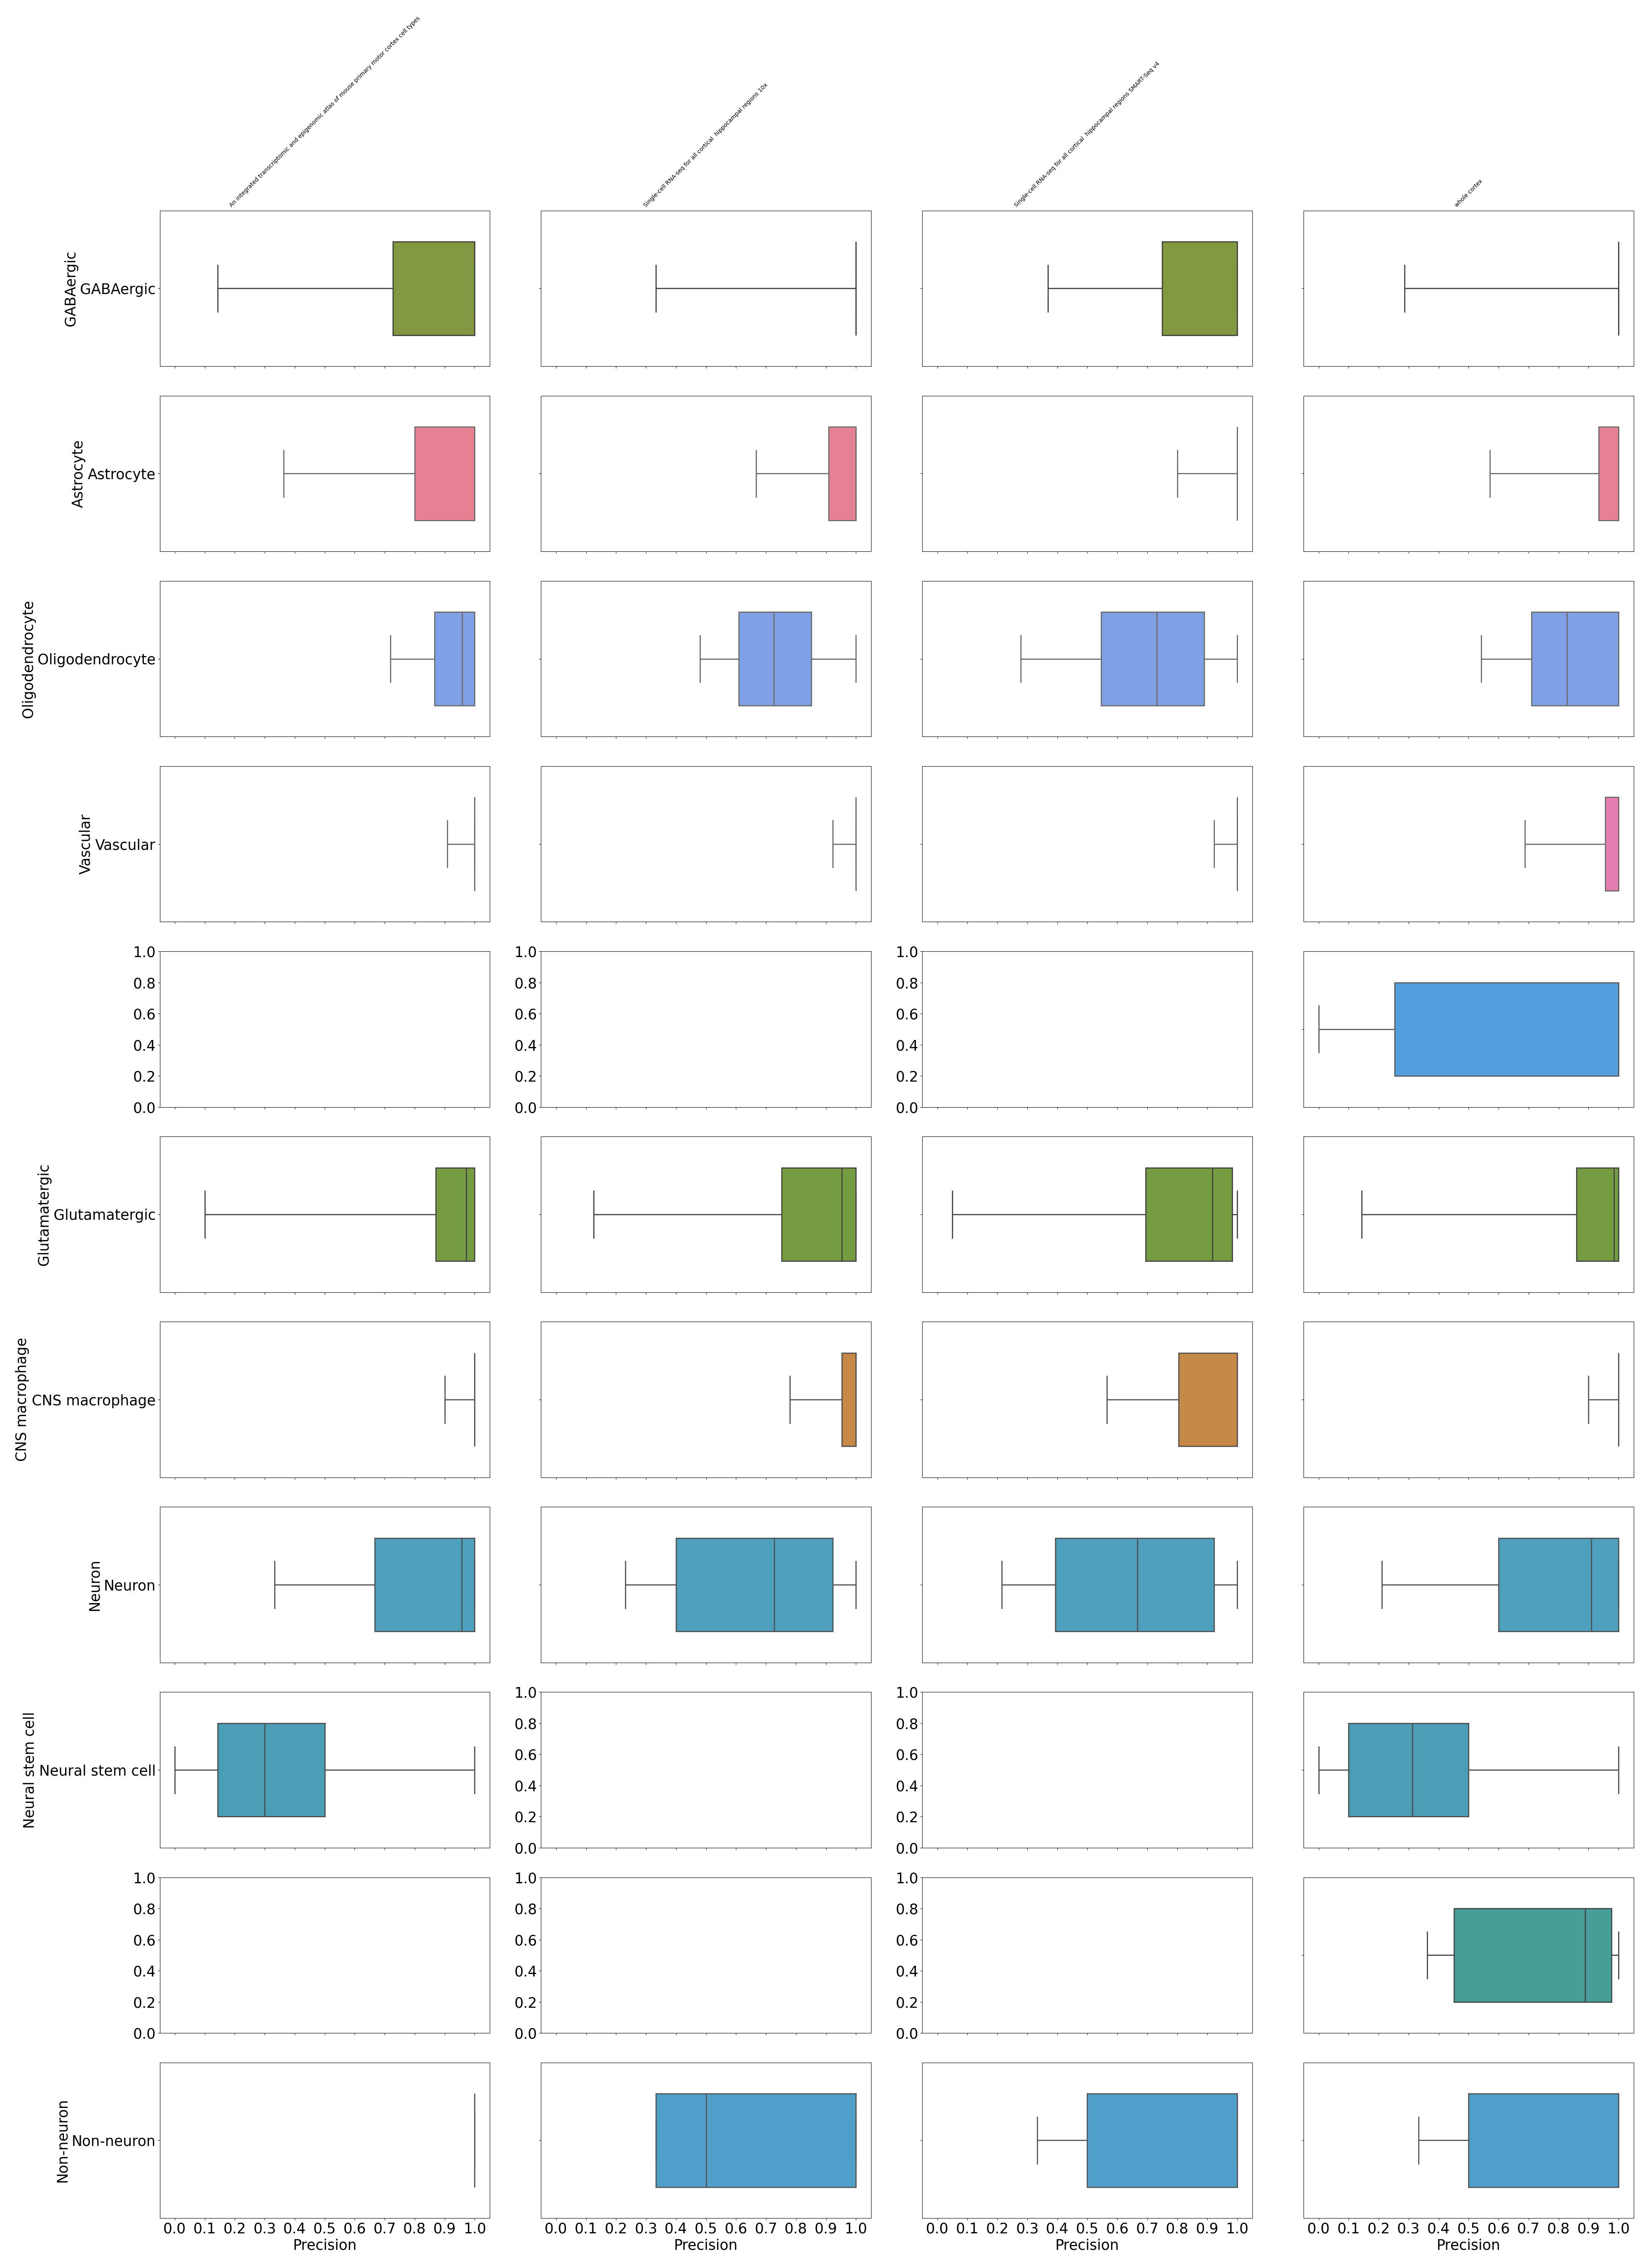 An integrated transcriptomic and epigenomic atlas of mouse primary motor cortex cell types
Single-cell RNA-seq for all cortical  hippocampal regions 10x
Single-cell RNA-seq for all cortical  hippocampal regions SMART-Seq v4
whole cortex
GABAergic
GABAergic
Astrocyte
Astrocyte
Oligodendrocyte
Oligodendrocyte
Vascular
Vascular
1.0 1.0 1.0
0.8 0.8 0.8
0.6 0.6 0.6
0.4 0.4 0.4
0.2 0.2 0.2
0.0 0.0 0.0
Glutamatergic
Glutamatergic
CNS macrophage
CNS macrophage
Neuron
Neuron
Neural stem cell
Neural stem cell
1.0 1.0
0.8 0.8
0.6 0.6
0.4 0.4
0.2 0.2
0.0 0.0
1.0 1.0 1.0
0.8 0.8 0.8
0.6 0.6 0.6
0.4 0.4 0.4
0.2 0.2 0.2
0.0 0.0 0.0
Non-neuron
Non-neuron
0.0 0.1 0.2 0.3 0.4 0.5 0.6 0.7 0.8 0.9 1.0 0.0 0.1 0.2 0.3 0.4 0.5 0.6 0.7 0.8 0.9 1.0 0.0 0.1 0.2 0.3 0.4 0.5 0.6 0.7 0.8 0.9 1.0 0.0 0.1 0.2 0.3 0.4 0.5 0.6 0.7 0.8 0.9 1.0
Precision Precision Precision Precision